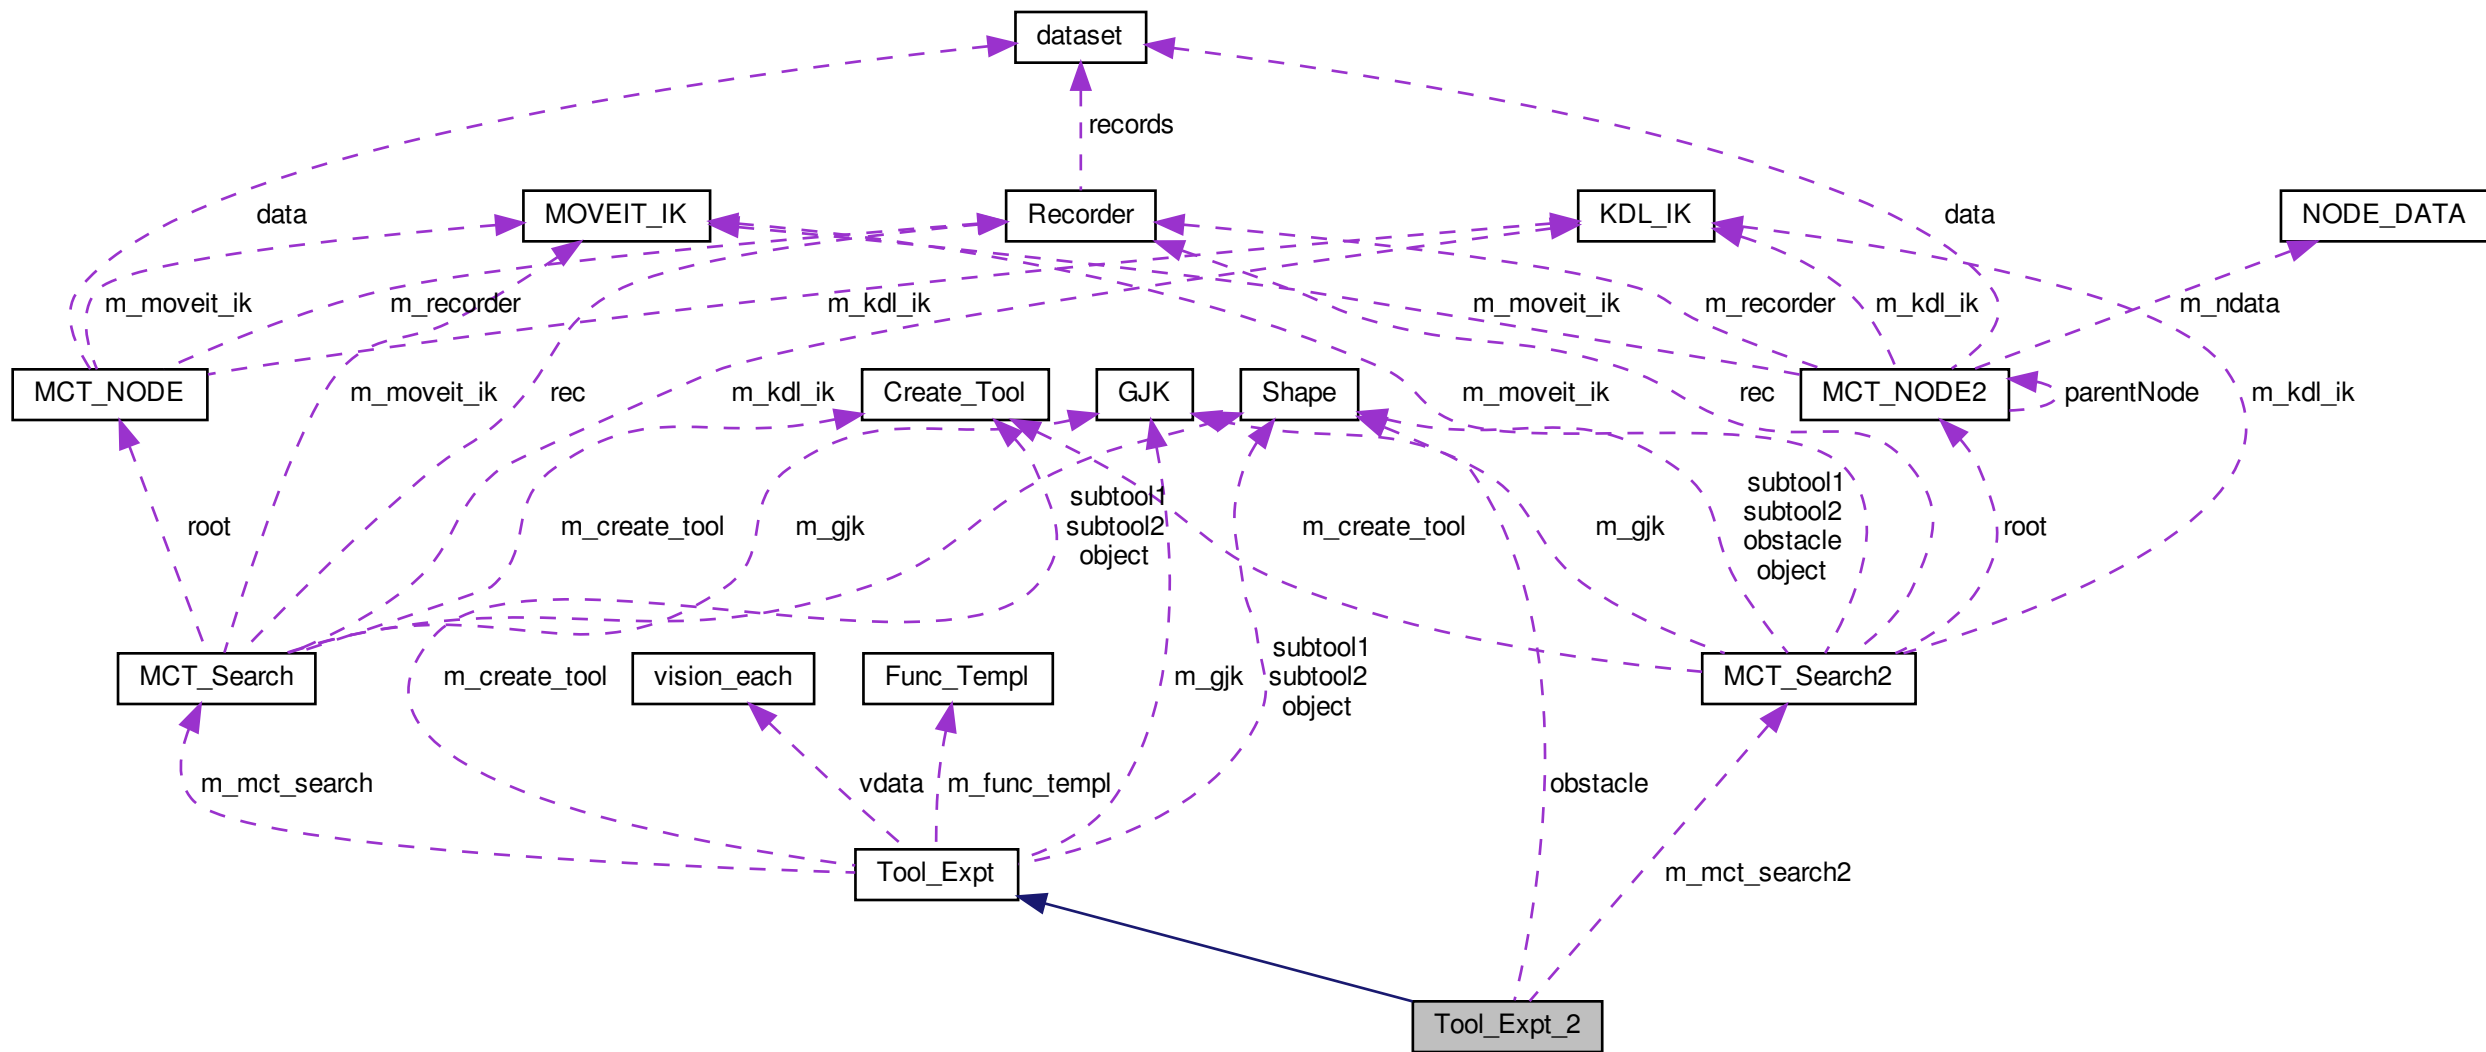 dataset
records
data
MOVEIT_IK
Recorder
KDL_IK
data
NODE_DATA
m_moveit_ik
m_recorder
m_kdl_ik
m_moveit_ik
m_recorder
m_kdl_ik
m_ndata
MCT_NODE
m_moveit_ik
rec
m_kdl_ik
Create_Tool
GJK
Shape
m_moveit_ik
rec
MCT_NODE2
parentNode
m_kdl_ik
root
m_create_tool
m_gjk
subtool1
subtool2
object
m_create_tool
m_gjk
subtool1
subtool2
obstacle
object
root
MCT_Search
m_create_tool
vision_each
Func_Templ
m_gjk
subtool1
subtool2
object
MCT_Search2
m_mct_search
vdata
m_func_templ
obstacle
Tool_Expt
m_mct_search2
Tool_Expt_2